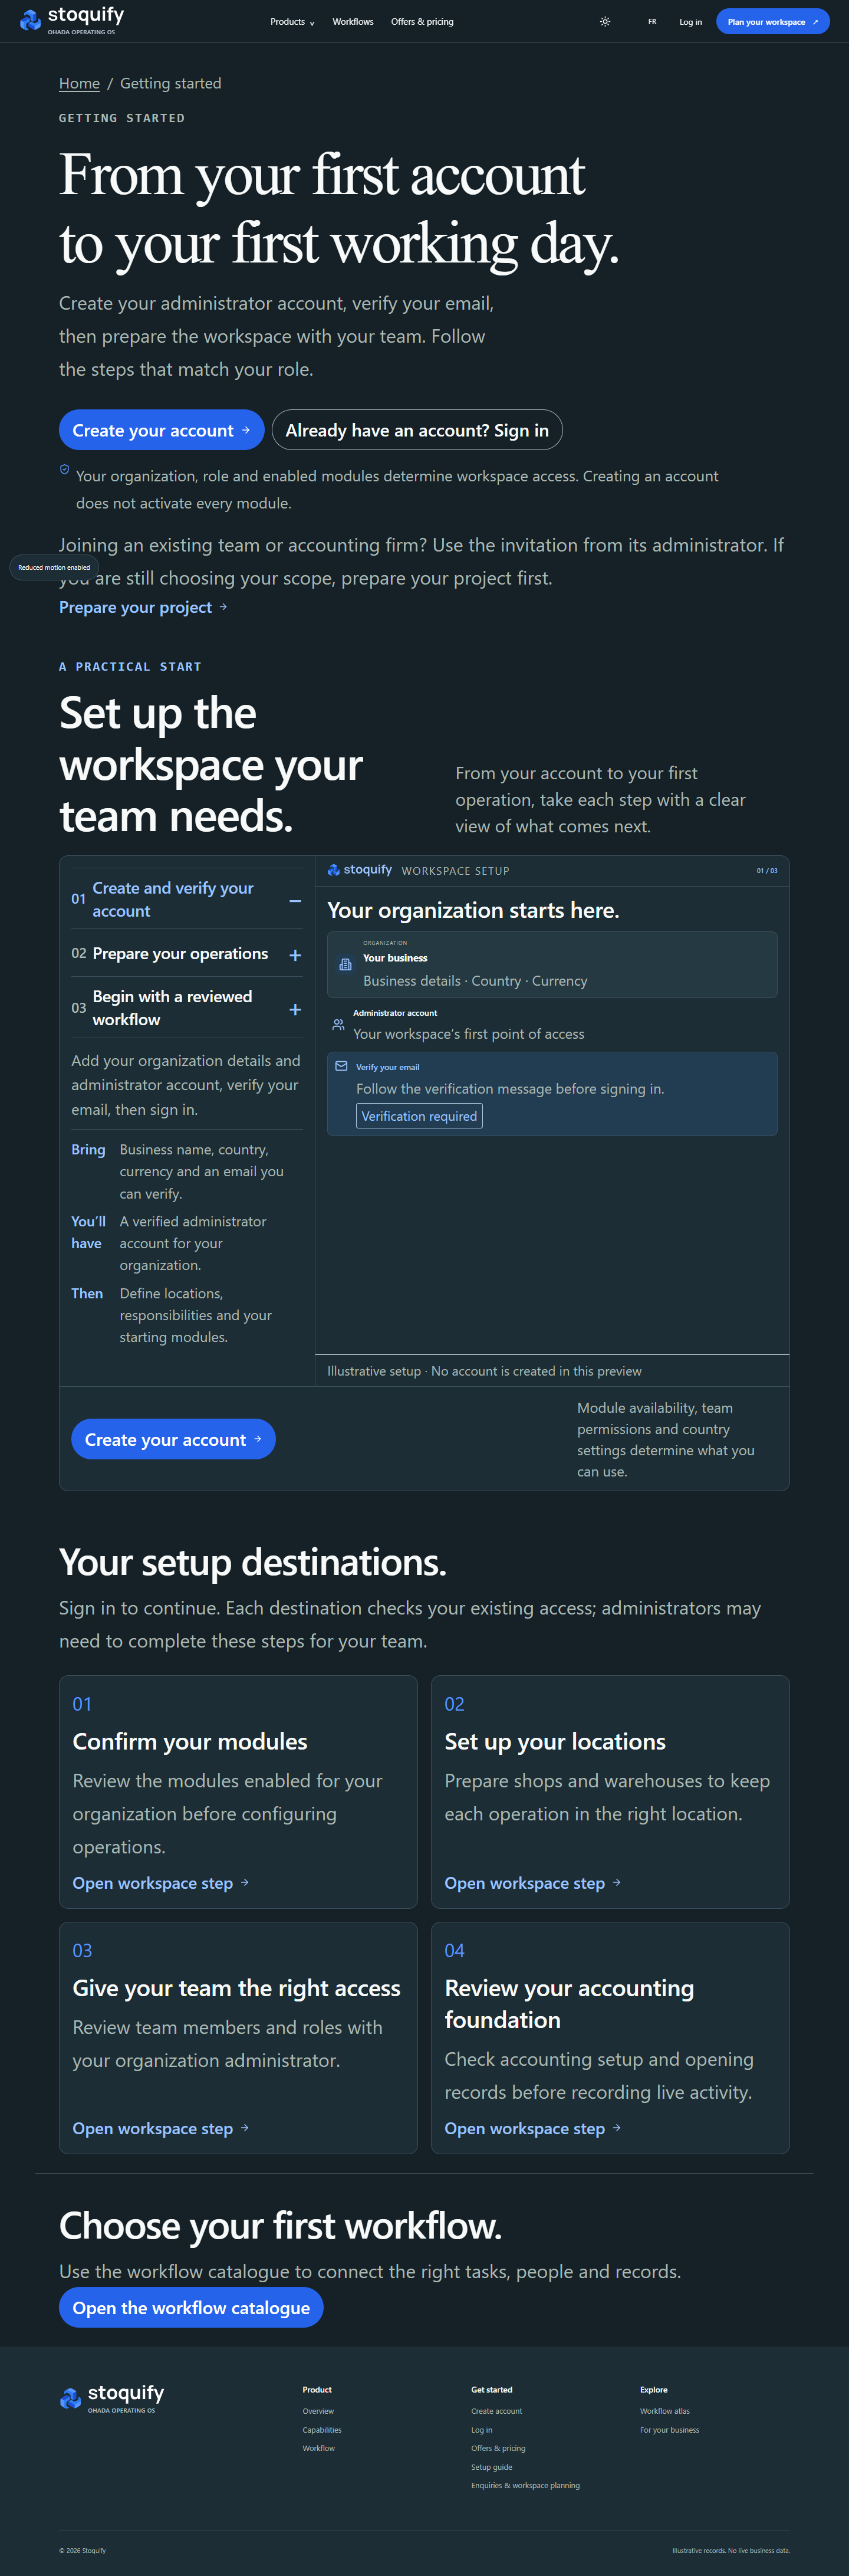 stoquify
OHADA OPERATING OS
Products
Workflows
Offers & pricing
FR
Log in
Plan your workspace ↗
Home / Getting started
GETTING STARTED
From your first account
to your first working day.
Create your administrator account, verify your email,
then prepare the workspace with your team. Follow
the steps that match your role.
Create your account →
Already have an account? Sign in
Your organization, role and enabled modules determine workspace access. Creating an account
does not activate every module.
Joining an existing team or accounting firm? Use the invitation from its administrator. If
Reduced motion enabled
you are still choosing your scope, prepare your project first.
Prepare your project →
A PRACTICAL START
Set up the
workspace your
team needs.
From your account to your first
operation, take each step with a clear
view of what comes next.
01 Create and verify your
account −
02 Prepare your operations +
03 Begin with a reviewed
workflow +
Add your organization details and
administrator account, verify your
email, then sign in.
Bring Business name, country,
currency and an email you
can verify.
You’ll A verified administrator
have account for your
organization.
Then Define locations,
responsibilities and your
starting modules.
stoquify WORKSPACE SETUP 01 / 03
Your organization starts here.
ORGANIZATION
Your business
Business details · Country · Currency
Administrator account
Your workspace’s first point of access
Verify your email
Follow the verification message before signing in.
Verification required
Illustrative setup · No account is created in this preview
Create your account →
Module availability, team
permissions and country
settings determine what you
can use.
Your setup destinations.
Sign in to continue. Each destination checks your existing access; administrators may
need to complete these steps for your team.
01
Confirm your modules
Review the modules enabled for your
organization before configuring
operations.
Open workspace step →
02
Set up your locations
Prepare shops and warehouses to keep
each operation in the right location.
Open workspace step →
03
Give your team the right access
Review team members and roles with
your organization administrator.
Open workspace step →
04
Review your accounting
foundation
Check accounting setup and opening
records before recording live activity.
Open workspace step →
Choose your first workflow.
Use the workflow catalogue to connect the right tasks, people and records.
Open the workflow catalogue
stoquify
OHADA OPERATING OS
Product
Overview
Capabilities
Workflow
Get started
Create account
Log in
Offers & pricing
Setup guide
Enquiries & workspace planning
Explore
Workflow atlas
For your business
© 2026 Stoquify
Illustrative records. No live business data.